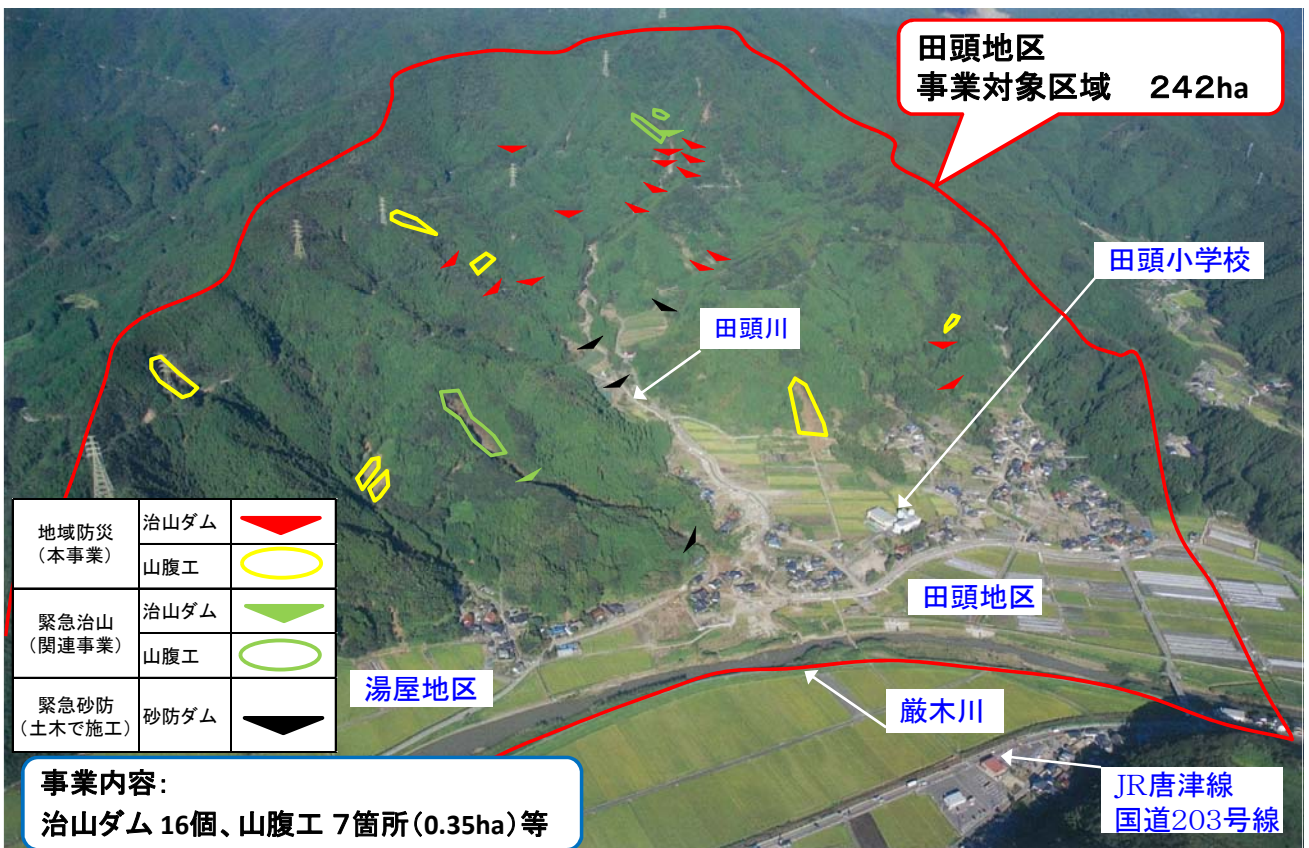 田頭地区
事業対象区域 242ha
田頭小学校
田頭川
地域防災
(本事業)
治山ダム
山腹工
緊急治山
(関連事業)
治山ダム
山腹工
緊急砂防
(土木で施工)
砂防ダム
田頭地区
湯屋地区
厳木川
JR唐津線
国道203号線
事業内容:
治山ダム 16個、山腹工 7箇所(0.35ha)等